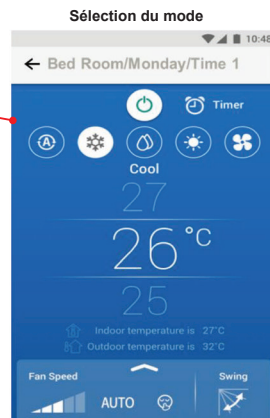 Sélection du mode
10:48
Bed Room/Monday/Time 1
Timer
A
Cool
27
26°C
25
Indoor temperature is 27°C
Outdoor temperature is 32°C
Fan Speed
Swing
AUTO